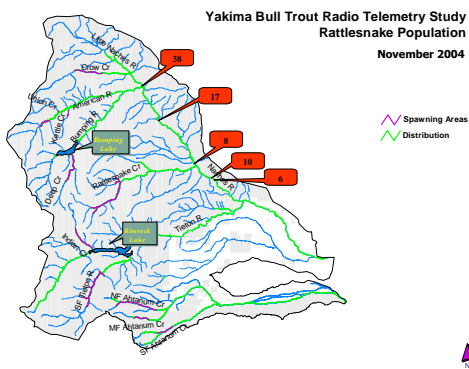 Yakima Bull Trout Radio Telemetry Study
Rattlesnake Population
November 2004
Little Naches R
38
Crow Cr
17
Union Cr
American R
Spawning Areas
Distribution
Kettle Cr
Bumping R
Bumping
Lake
8
10
6
Rattlesnake Cr
Naches R
Deep Cr
Tieton R
Rimrock
Lake
Indian Cr
SF Tieton R
NF Ahtanum Cr
MF Ahtanum Cr
SF Ahtanum Cr
N